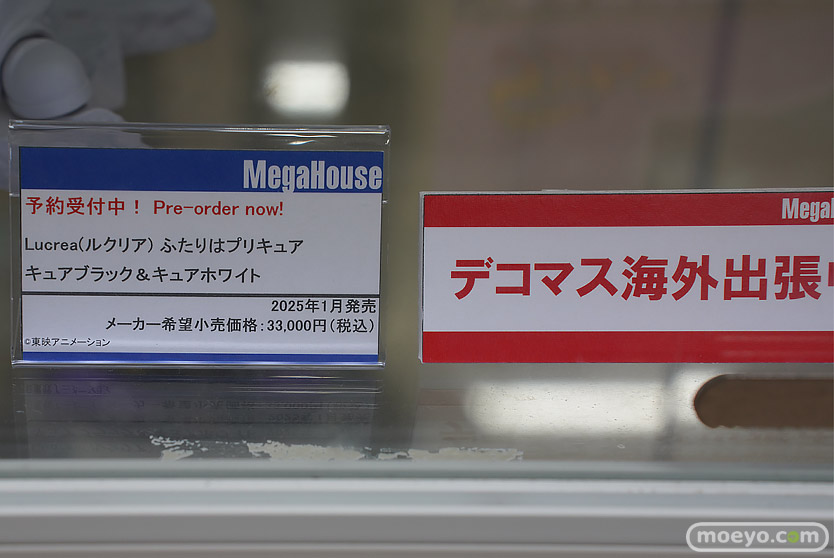 MegaHouse
予約受付中！ Pre-order now!
Lucrea(ルクリア) ふたりはプリキュア
キュアブラック＆キュアホワイト
2025年1月発売
メーカー希望小売価格：33,000円(税込)
©東映アニメーション
MegaH
デコマス海外出張
moeyo.com